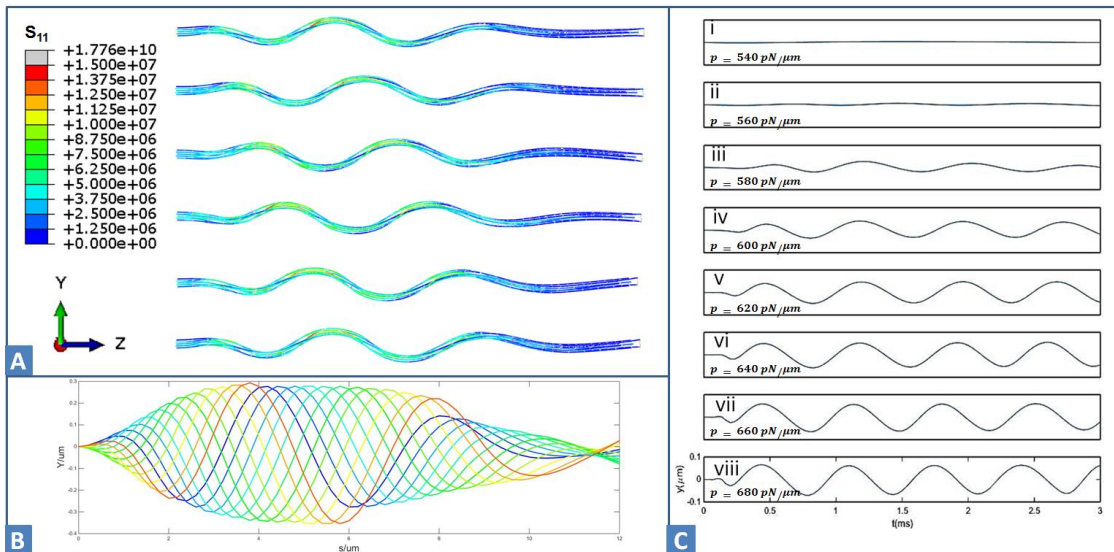 S11
+1.776e+10
+1.500e+07
+1.375e+07
+1.250e+07
+1.125e+07
+1.000e+07
+8.750e+06
+7.500e+06
+6.250e+06
+5.000e+06
+3.750e+06
+2.500e+06
+1.250e+06
+0.000e+00
Y
Z
A
0.3
0.2
0.1
0
-0.1
-0.2
-0.3
-0.4
Y/um
0 2 4 6 8 10 12
s/um
B
i
p = 540 pN/μm
ii
p = 560 pN/μm
iii
p = 580 pN/μm
iv
p = 600 pN/μm
v
p = 620 pN/μm
vi
p = 640 pN/μm
vii
p = 660 pN/μm
viii
p = 680 pN/μm
0.1
0
-0.1
y(μm)
0 0.5 1 1.5 2 2.5 3
t(ms)
C